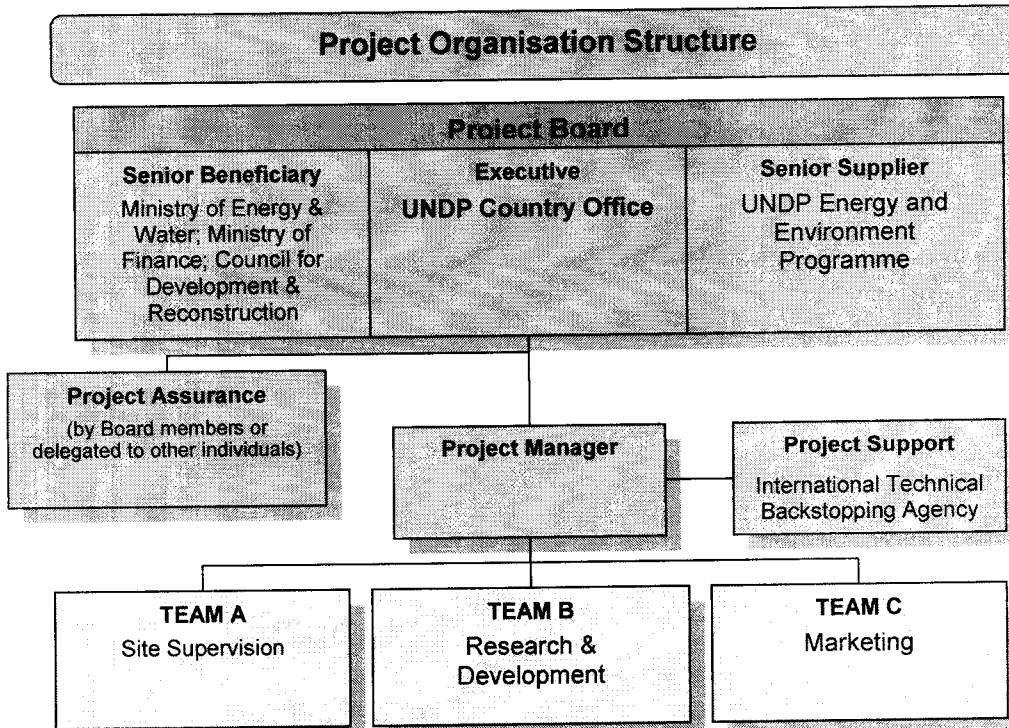 Project Organisation Structure
Project Board
Senior Beneficiary
Ministry of Energy &
Water; Ministry of
Finance; Council for
Development &
Reconstruction
Executive
UNDP Country Office
Senior Supplier
UNDP Energy and
Environment
Programme
Project Assurance
(by Board members or
delegated to other individuals)
Project Manager
Project Support
International Technical
Backstopping Agency
TEAM A
Site Supervision
TEAM B
Research &
Development
TEAM C
Marketing